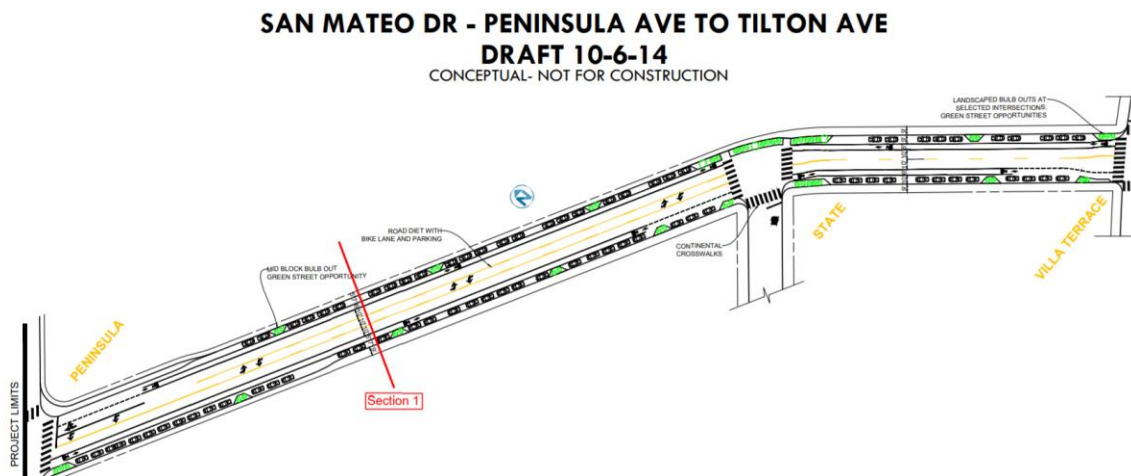 SAN MATEO DR - PENINSULA AVE TO TILTON AVE
DRAFT 10-6-14
CONCEPTUAL- NOT FOR CONSTRUCTION
LANDSCAPED BULB OUTS AT
SELECTED INTERSECTIONS.
GREEN STREET OPPORTUNITIES
ROAD DIET WITH
BIKE LANE AND PARKING
CONTINENTAL
CROSSWALKS
STATE
VILLA TERRACE
MID BLOCK BULB OUT
GREEN STREET OPPORTUNITY
PENINSULA
Section 1
PROJECT LIMITS